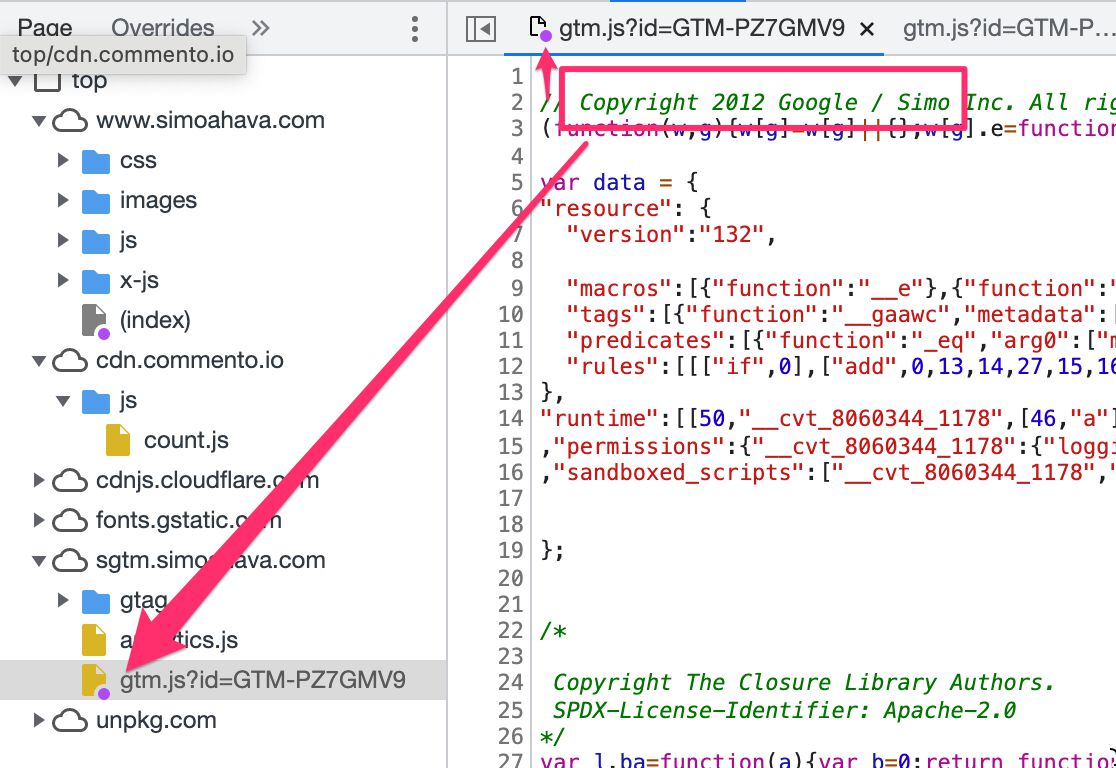 Page Overrides »
top/cdn.commento.io
top
www.simoahava.com
css
images
js
x-js
(index)
cdn.commento.io
js
count.js
cdnjs.cloudflare.com
fonts.gstatic.com
sgtm.simoahava.com
gtag
analytics.js
gtm.js?id=GTM-PZ7GMV9
unpkg.com
gtm.js?id=GTM-PZ7GMV9 × gtm.js?id=GTM-P...
1
2 // Copyright 2012 Google / Simo Inc. All rig
3 (function(w,g){w[g]=w[g]||{};w[g].e=function
4
5 var data = {
6 "resource": {
7 "version":"132",
8
9 "macros":[{"function":"__e"},{"function":"
10 "tags":[{"function":"__gaawc","metadata":[
11 "predicates":[{"function":"_eq","arg0":["m
12 "rules":[[["if",0],["add",0,13,14,27,15,16
13 },
14 "runtime":[[50,"__cvt_8060344_1178",[46,"a"]
15 ,"permissions":{"__cvt_8060344_1178":{"loggi
16 ,"sandboxed_scripts":["__cvt_8060344_1178","
17
18
19 };
20
21
22 /*
23
24 Copyright The Closure Library Authors.
25 SPDX-License-Identifier: Apache-2.0
26 */
27 var l,ba=function(a){var b=0;return function